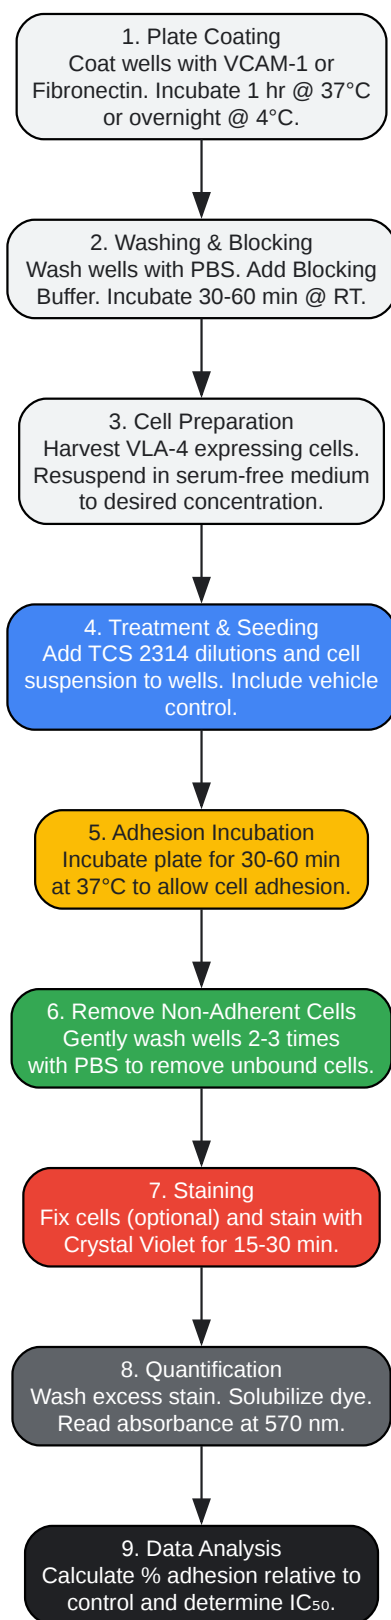 1. Plate Coating
Coat wells with VCAM-1 or
Fibronectin. Incubate 1 hr @ 37°C
or overnight @ 4°C.
2. Washing & Blocking
Wash wells with PBS. Add Blocking
Buffer. Incubate 30-60 min @ RT.
3. Cell Preparation
Harvest VLA-4 expressing cells.
Resuspend in serum-free medium
to desired concentration.
4. Treatment & Seeding
Add TCS 2314 dilutions and cell
suspension to wells. Include vehicle
control.
5. Adhesion Incubation
Incubate plate for 30-60 min
at 37°C to allow cell adhesion.
6. Remove Non-Adherent Cells
Gently wash wells 2-3 times
with PBS to remove unbound cells.
7. Staining
Fix cells (optional) and stain with
Crystal Violet for 15-30 min.
8. Quantification
Wash excess stain. Solubilize dye.
Read absorbance at 570 nm.
9. Data Analysis
Calculate % adhesion relative to
control and determine IC₅₀.